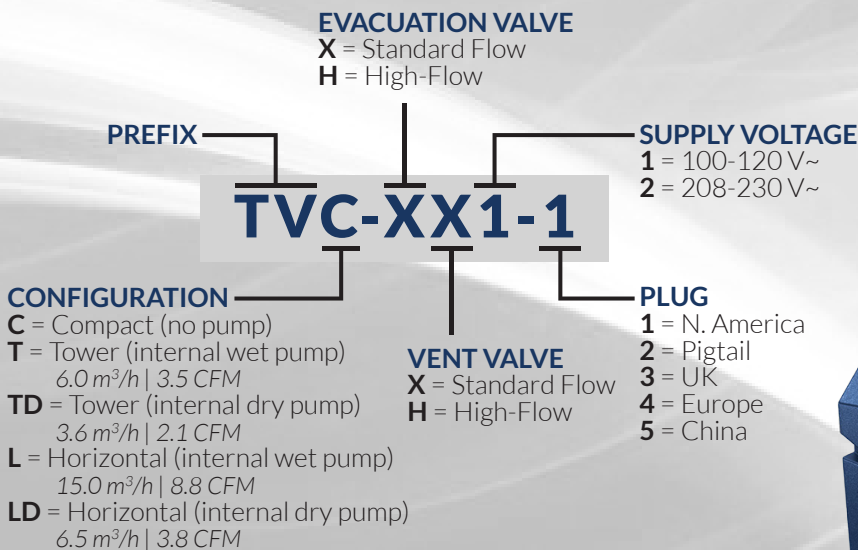 EVACUATION VALVE
X = Standard Flow
H = High-Flow
PREFIX
SUPPLY VOLTAGE
1 = 100-120 V~
2 = 208-230 V~
TVC-XX1-1
CONFIGURATION
C = Compact (no pump)
T = Tower (internal wet pump)
6.0 m³/h | 3.5 CFM
TD = Tower (internal dry pump)
3.6 m³/h | 2.1 CFM
L = Horizontal (internal wet pump)
15.0 m³/h | 8.8 CFM
LD = Horizontal (internal dry pump)
6.5 m³/h | 3.8 CFM
VENT VALVE
X = Standard Flow
H = High-Flow
PLUG
1 = N. America
2 = Pigtail
3 = UK
4 = Europe
5 = China